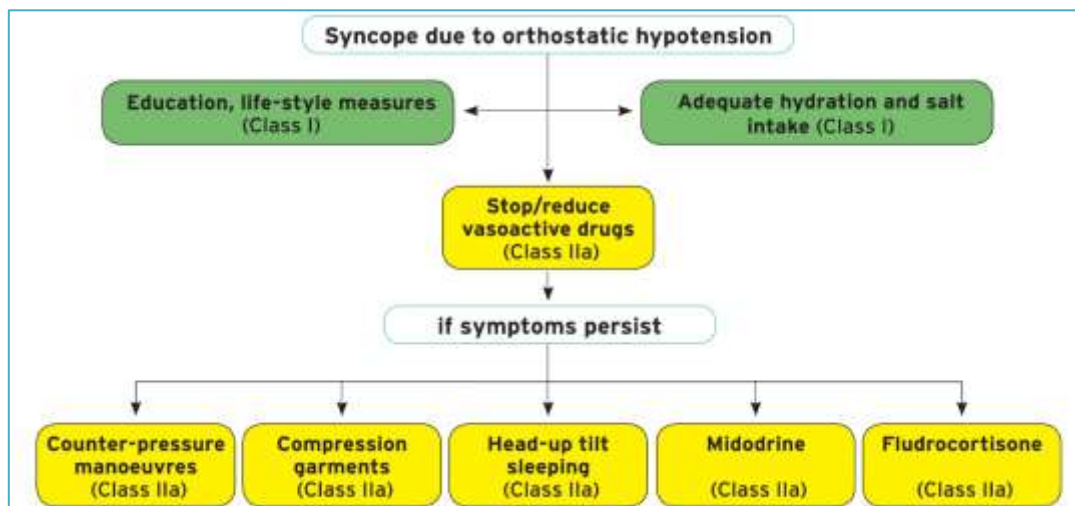 Syncope due to orthostatic hypotension
Education, life-style measures
(Class I)
Adequate hydration and salt
intake (Class I)
Stop/reduce
vasoactive drugs
(Class IIa)
if symptoms persist
Counter-pressure
manoeuvres
(Class IIa)
Compression
garments
(Class IIa)
Head-up tilt
sleeping
(Class IIa)
Midodrine
(Class IIa)
Fludrocortisone
(Class IIa)